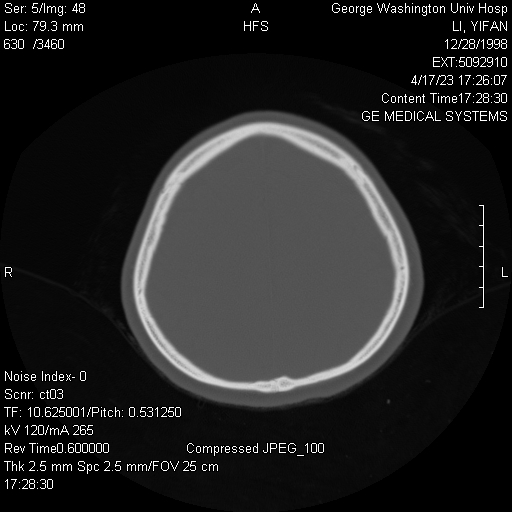 Ser: 5/Img: 48
Loc: 79.3 mm
630 /3460
A
HFS
George Washington Univ Hosp
LI, YIFAN
12/28/1998
EXT:5092910
4/17/23 17:26:07
Content Time17:28:30
GE MEDICAL SYSTEMS
R
L
Noise Index- 0
Scnr: ct03
TF: 10.625001/Pitch: 0.531250
kV 120/mA 265
Rev Time0.600000
Compressed JPEG_100
Thk 2.5 mm Spc 2.5 mm/FOV 25 cm
17:28:30